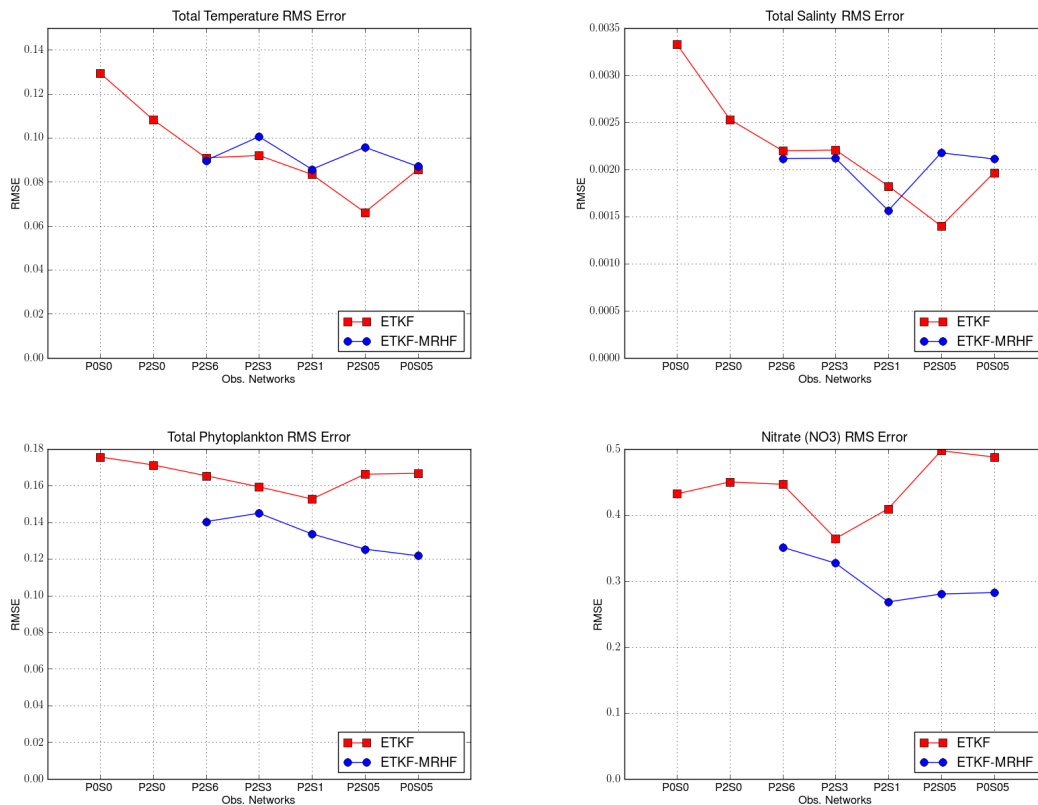 Total Temperature RMS Error
0.14
0.12
0.10
0.08
0.06
0.04
0.02
0.00
RMSE
P0S0 P2S0 P2S6 P2S3 P2S1 P2S05 P0S05
Obs. Networks
ETKF
ETKF-MRHF
Total Salinty RMS Error
0.0035
0.0030
0.0025
0.0020
0.0015
0.0010
0.0005
0.0000
RMSE
P0S0 P2S0 P2S6 P2S3 P2S1 P2S05 P0S05
Obs. Networks
ETKF
ETKF-MRHF
Total Phytoplankton RMS Error
0.18
0.16
0.14
0.12
0.10
0.08
0.06
0.04
0.02
0.00
RMSE
P0S0 P2S0 P2S6 P2S3 P2S1 P2S05 P0S05
Obs. Networks
ETKF
ETKF-MRHF
Nitrate (NO3) RMS Error
0.5
0.4
0.3
0.2
0.1
0.0
RMSE
P0S0 P2S0 P2S6 P2S3 P2S1 P2S05 P0S05
Obs. Networks
ETKF
ETKF-MRHF